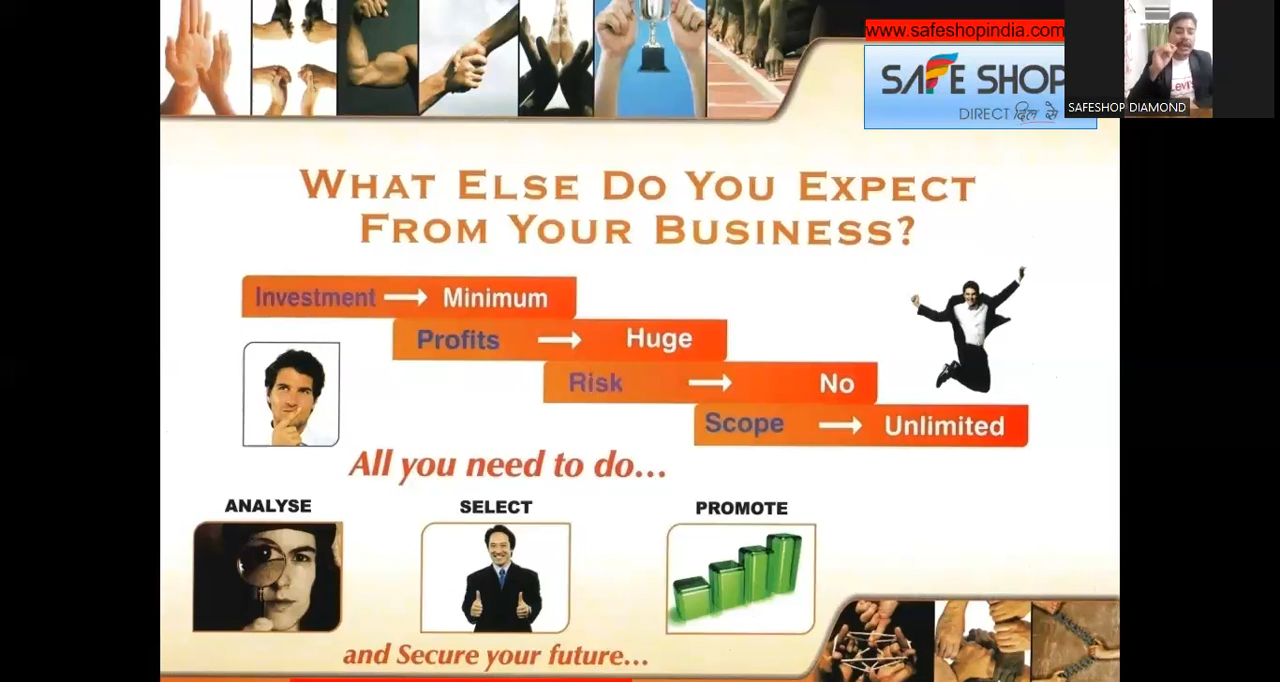 www.safeshopindia.com
SAFE SHOP
DIRECT दिल से
SAFESHOP DIAMOND
Levi's
WHAT ELSE DO YOU EXPECT
FROM YOUR BUSINESS?
Investment → Minimum
Profits → Huge
Risk → No
Scope → Unlimited
All you need to do...
ANALYSE SELECT PROMOTE
and Secure your future...